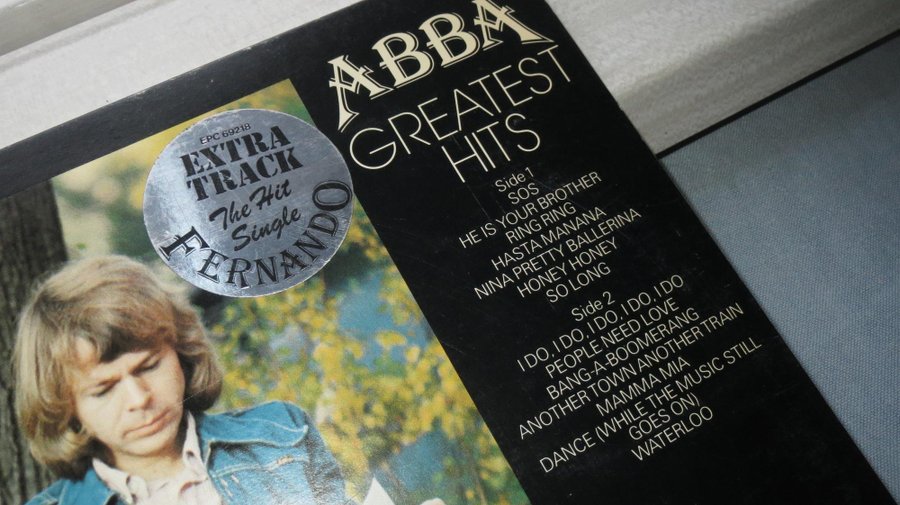 ABBA
GREATEST
HITS
EPC 69218
EXTRA
TRACK
The Hit
Single
FERNANDO
Side 1
SOS
HE IS YOUR BROTHER
RING RING
HASTA MANANA
NINA, PRETTY BALLERINA
HONEY HONEY
SO LONG
Side 2
I DO, I DO, I DO, I DO, I DO
PEOPLE NEED LOVE
BANG-A-BOOMERANG
ANOTHER TOWN ANOTHER TRAIN
MAMMA MIA
DANCE (WHILE THE MUSIC STILL
GOES ON)
WATERLOO